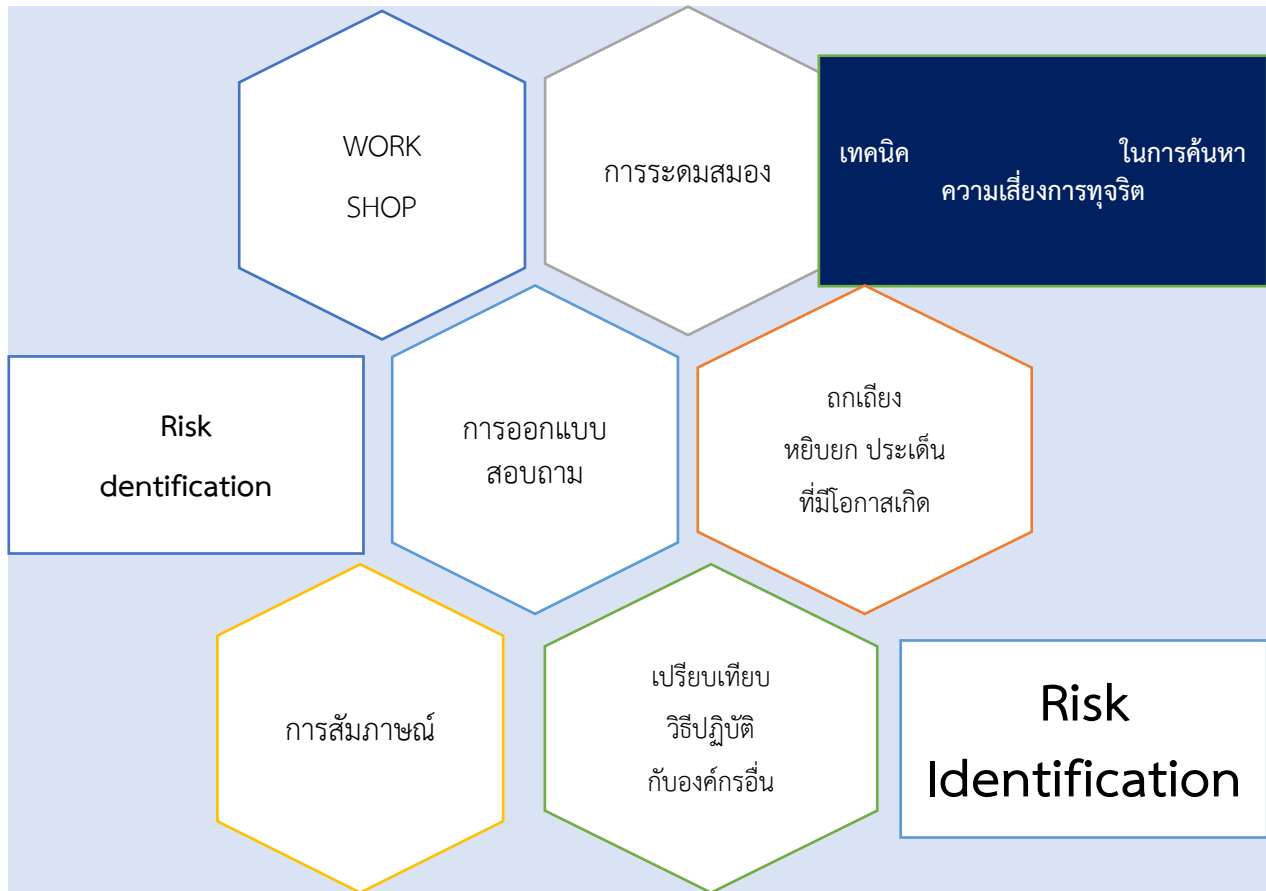 WORK
SHOP
การระดมสมอง
เทคนิค ในการค้นหา
ความเสี่ยงการทุจริต
Risk
dentification
การออกแบบ
สอบถาม
ถกเถียง
หยิบยก ประเด็น
ที่มีโอกาสเกิด
การสัมภาษณ์
เปรียบเทียบ
วิธีปฏิบัติ
กับองค์กรอื่น
Risk
Identification